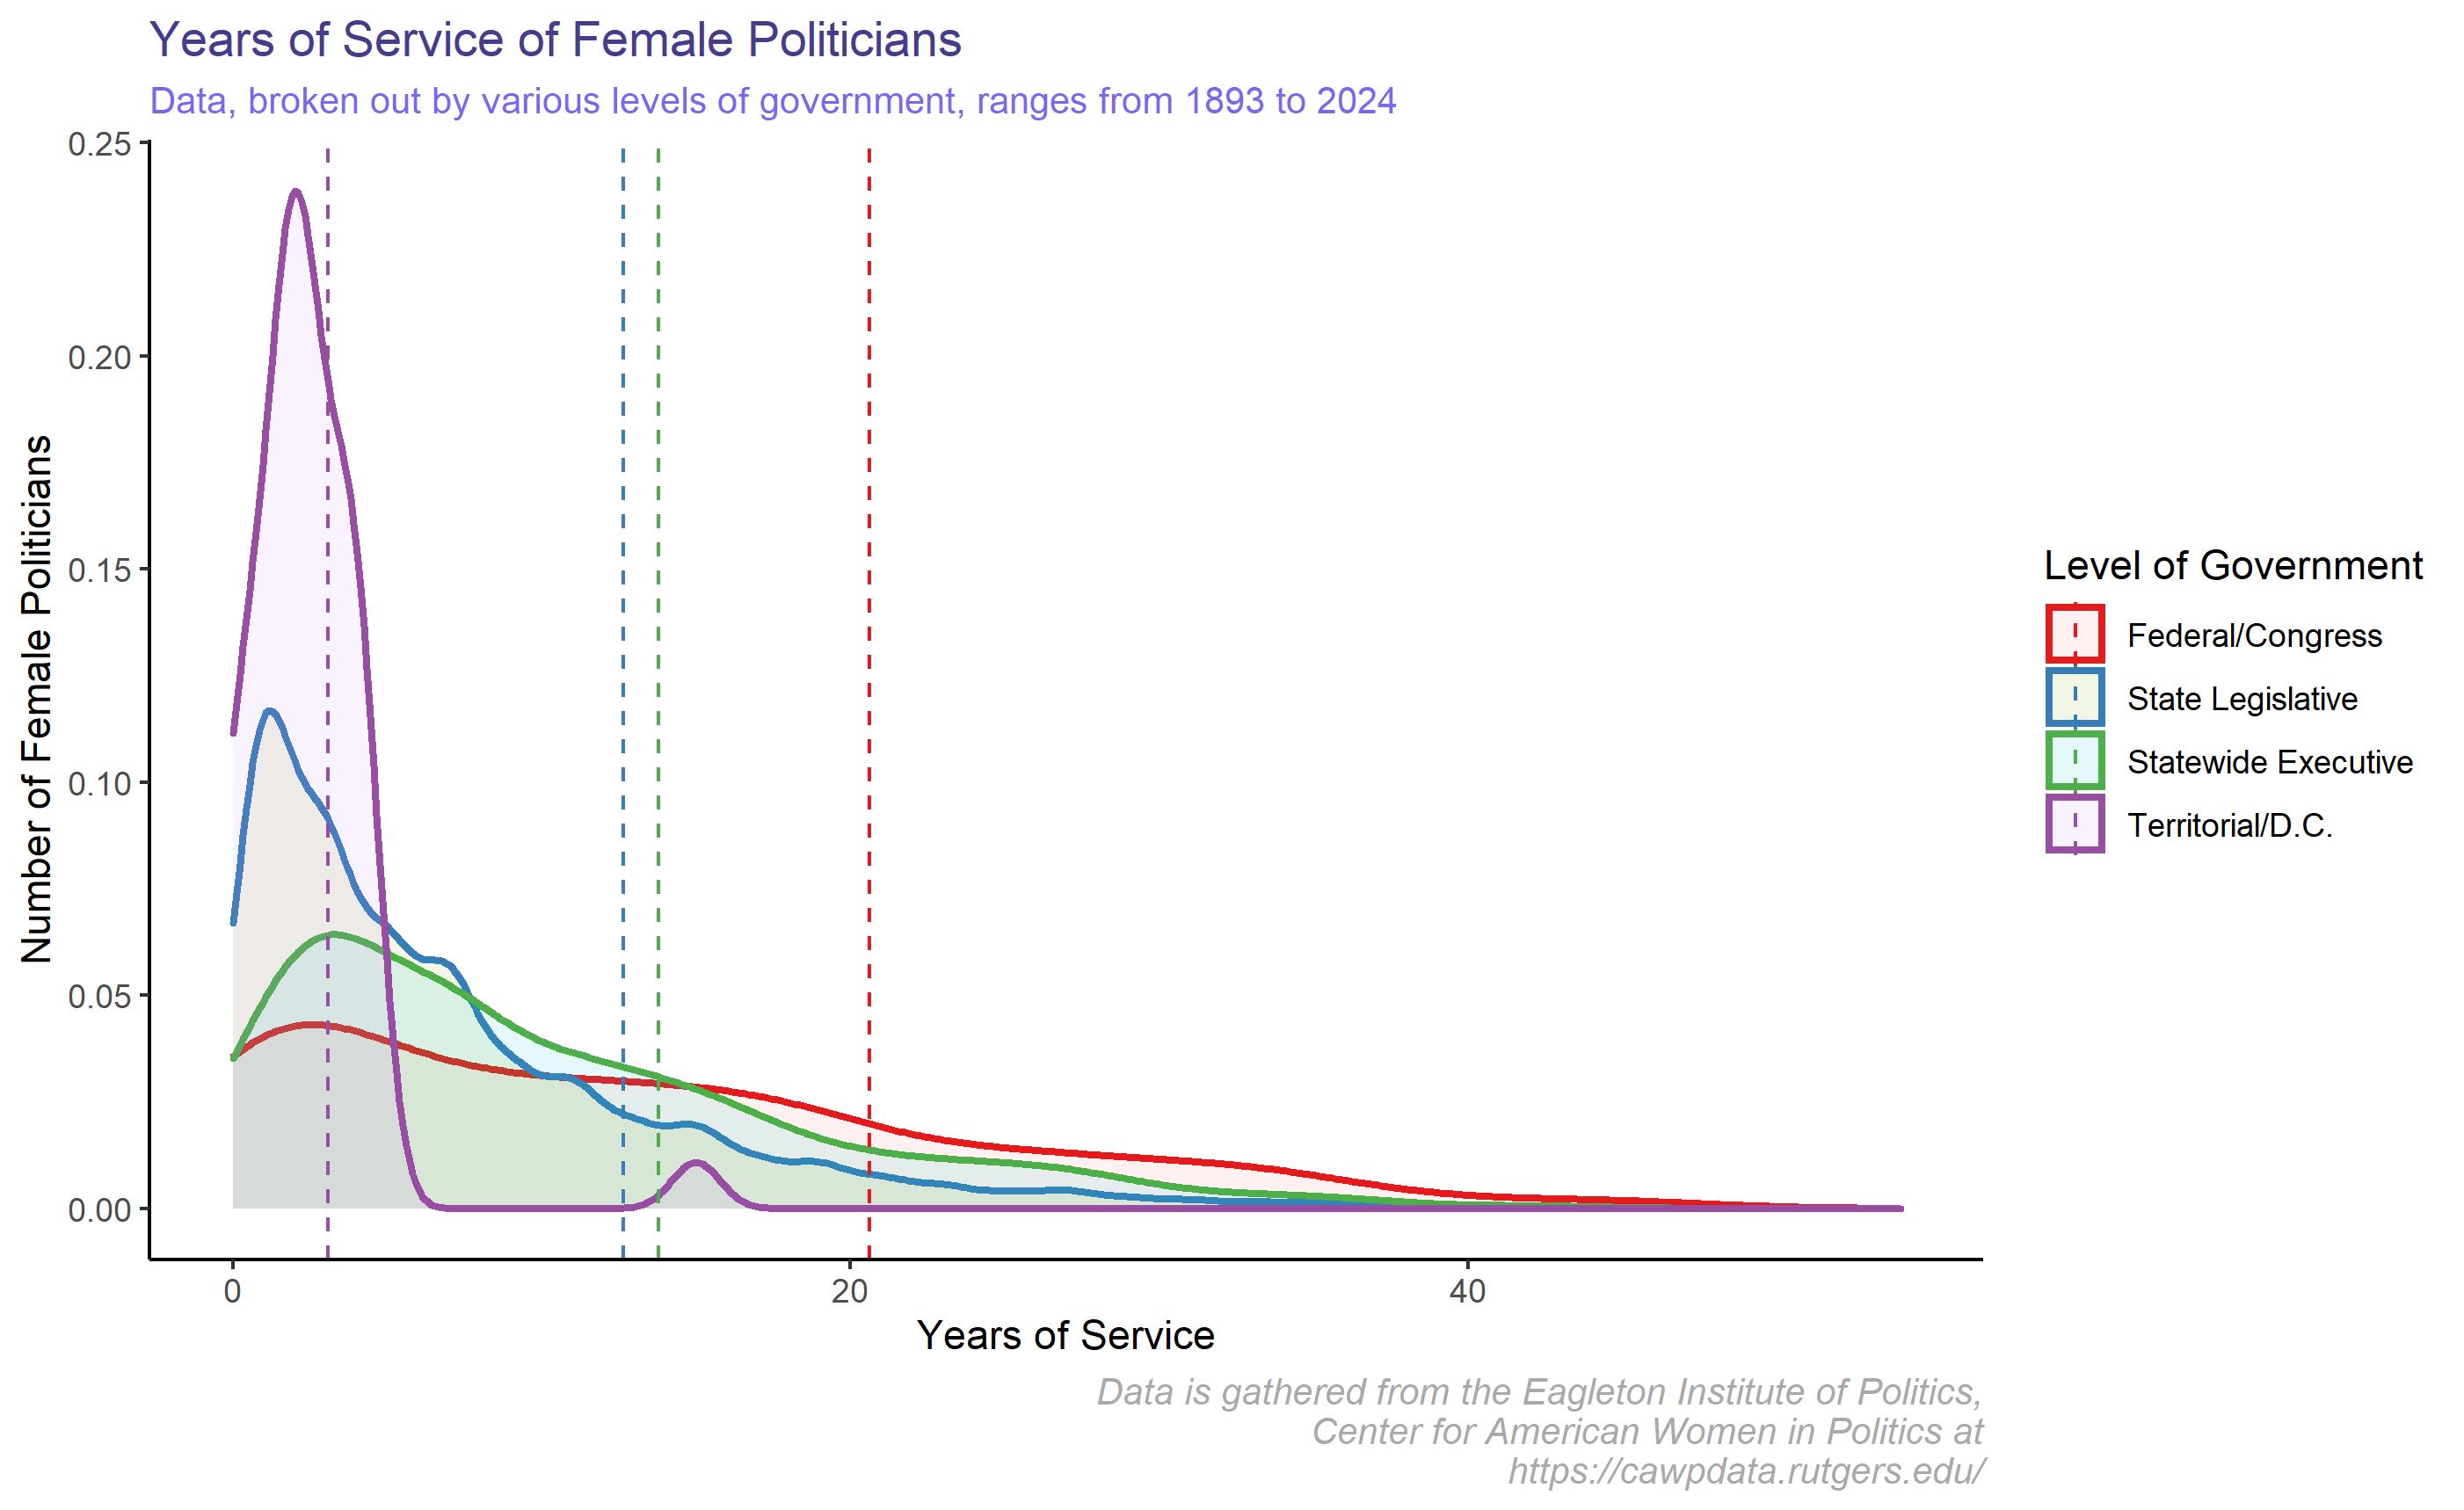 Years of Service of Female Politicians
Data, broken out by various levels of government, ranges from 1893 to 2024
0.25
0.20
0.15
0.10
0.05
0.00
Number of Female Politicians
0
20
40
Years of Service
Level of Government
Federal/Congress
State Legislative
Statewide Executive
Territorial/D.C.
Data is gathered from the Eagleton Institute of Politics,
Center for American Women in Politics at
https://cawpdata.rutgers.edu/